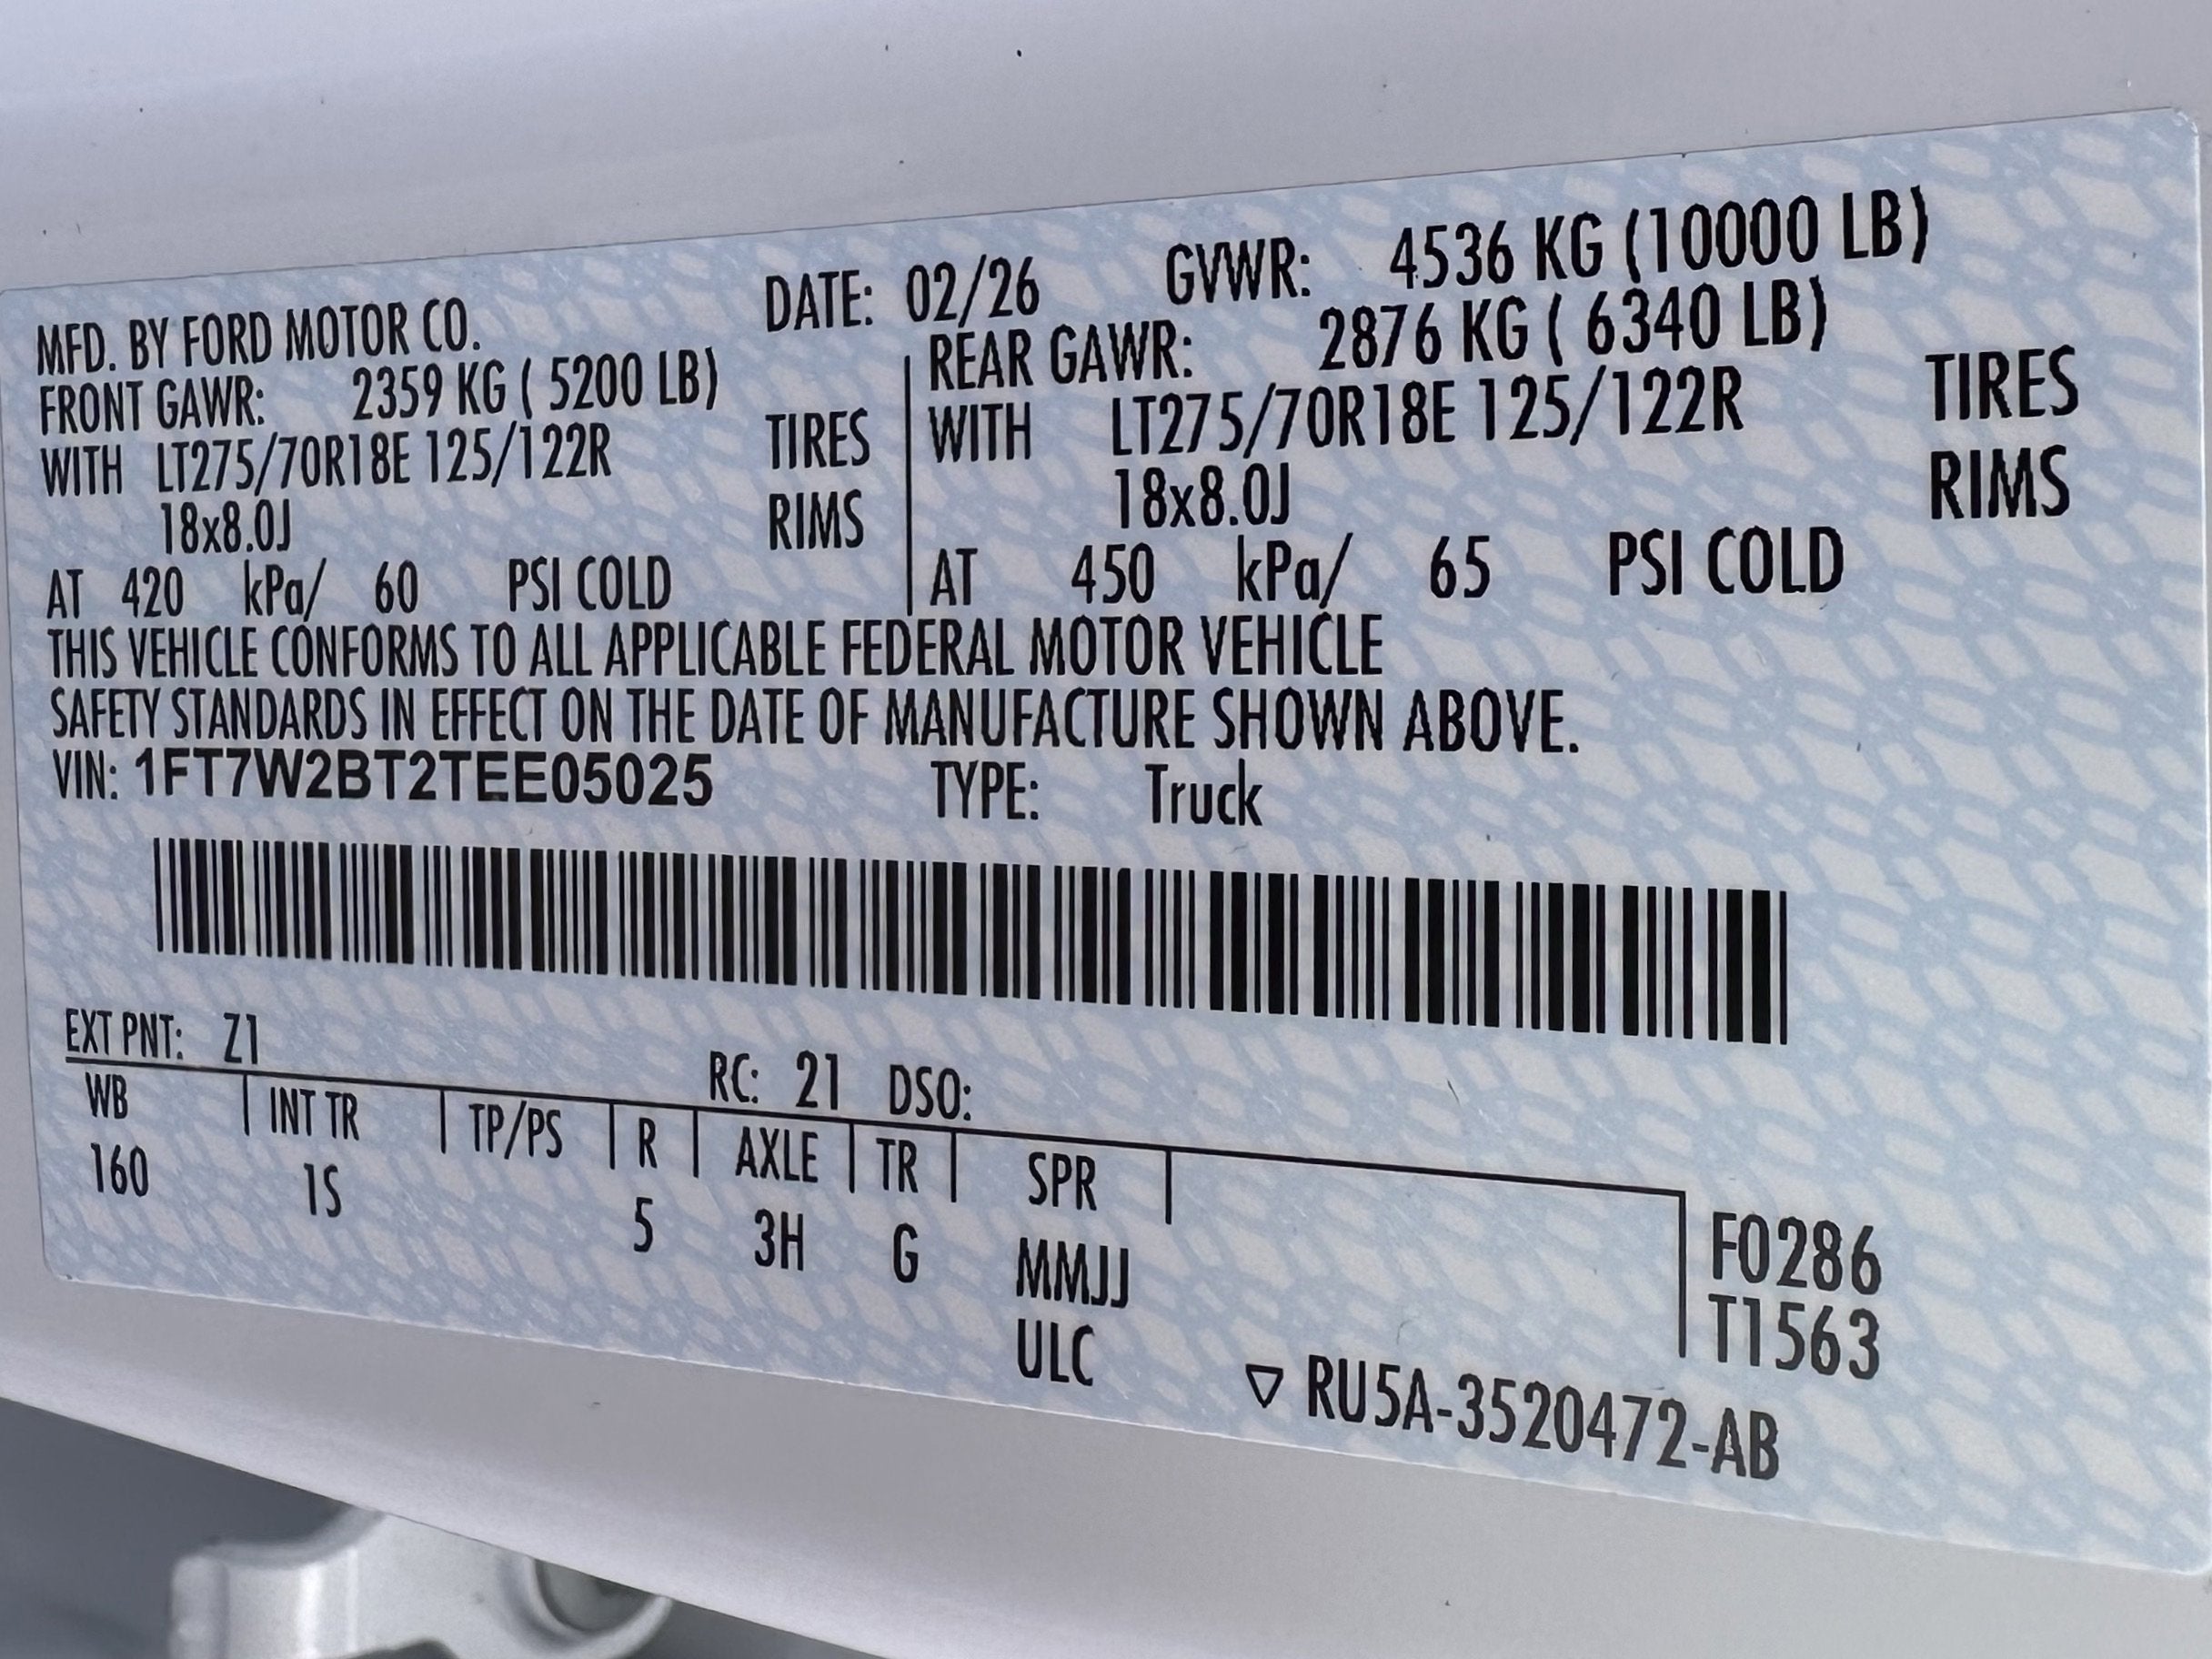 MFD. BY FORD MOTOR CO. DATE: 02/26 GVWR: 4536 KG (10000 LB)
FRONT GAWR: 2359 KG ( 5200 LB) REAR GAWR: 2876 KG ( 6340 LB)
WITH LT275/70R18E 125/122R TIRES WITH LT275/70R18E 125/122R TIRES
18x8.0J RIMS 18x8.0J RIMS
AT 420 kPa/ 60 PSI COLD AT 450 kPa/ 65 PSI COLD
THIS VEHICLE CONFORMS TO ALL APPLICABLE FEDERAL MOTOR VEHICLE
SAFETY STANDARDS IN EFFECT ON THE DATE OF MANUFACTURE SHOWN ABOVE.
VIN: 1FT7W2BT2TEE05025 TYPE: Truck
EXT PNT: Z1 RC: 21 DSO:
WB INT TR TP/PS R AXLE TR SPR
160 1S 5 3H G MMJJ F0286
ULC T1563
RU5A-3520472-AB